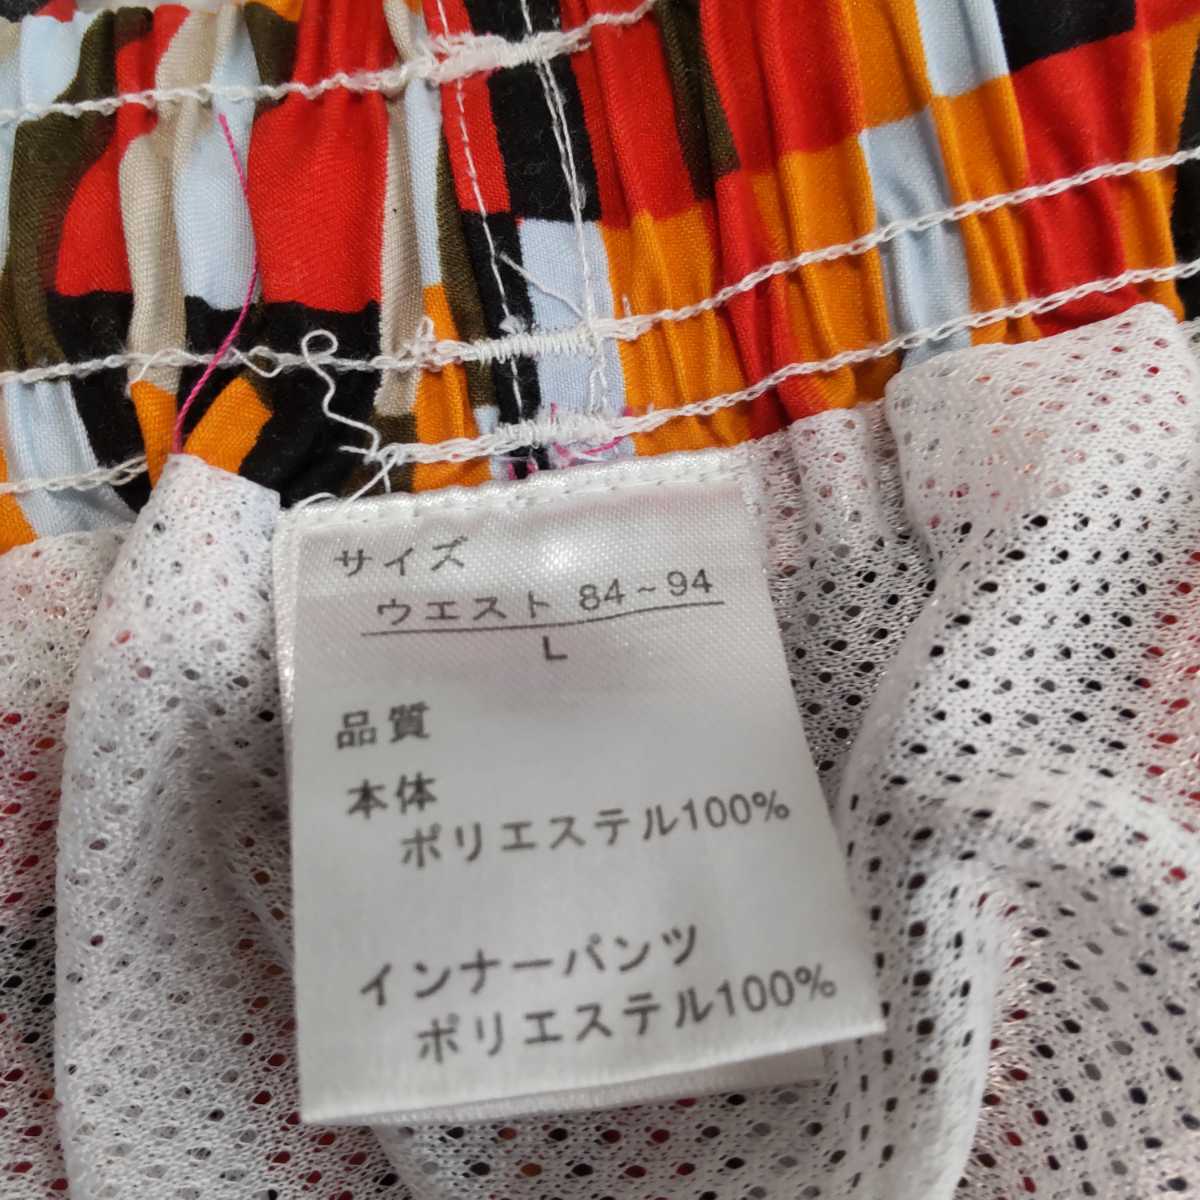 サイズ
ウエスト 84~94
L
品質
本体
ポリエステル100%
インナーパンツ
ポリエステル100%